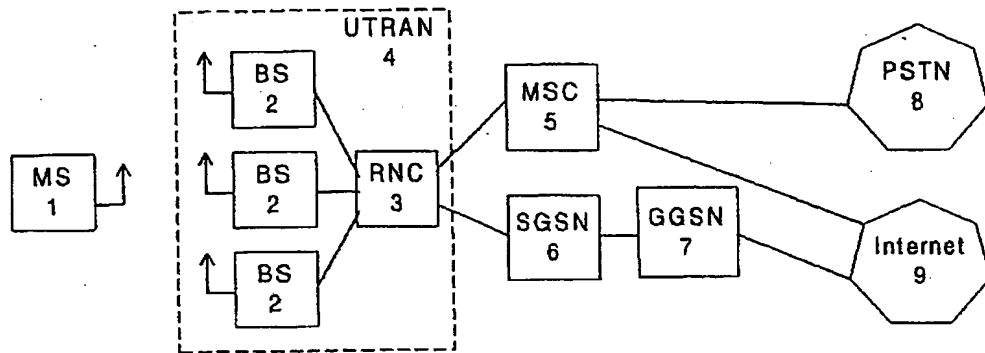 UTRAN
4
BS
2
MS
1
BS
2
BS
2
RNC
3
MSC
5
SGSN
6
GGSN
7
PSTN
8
Internet
9